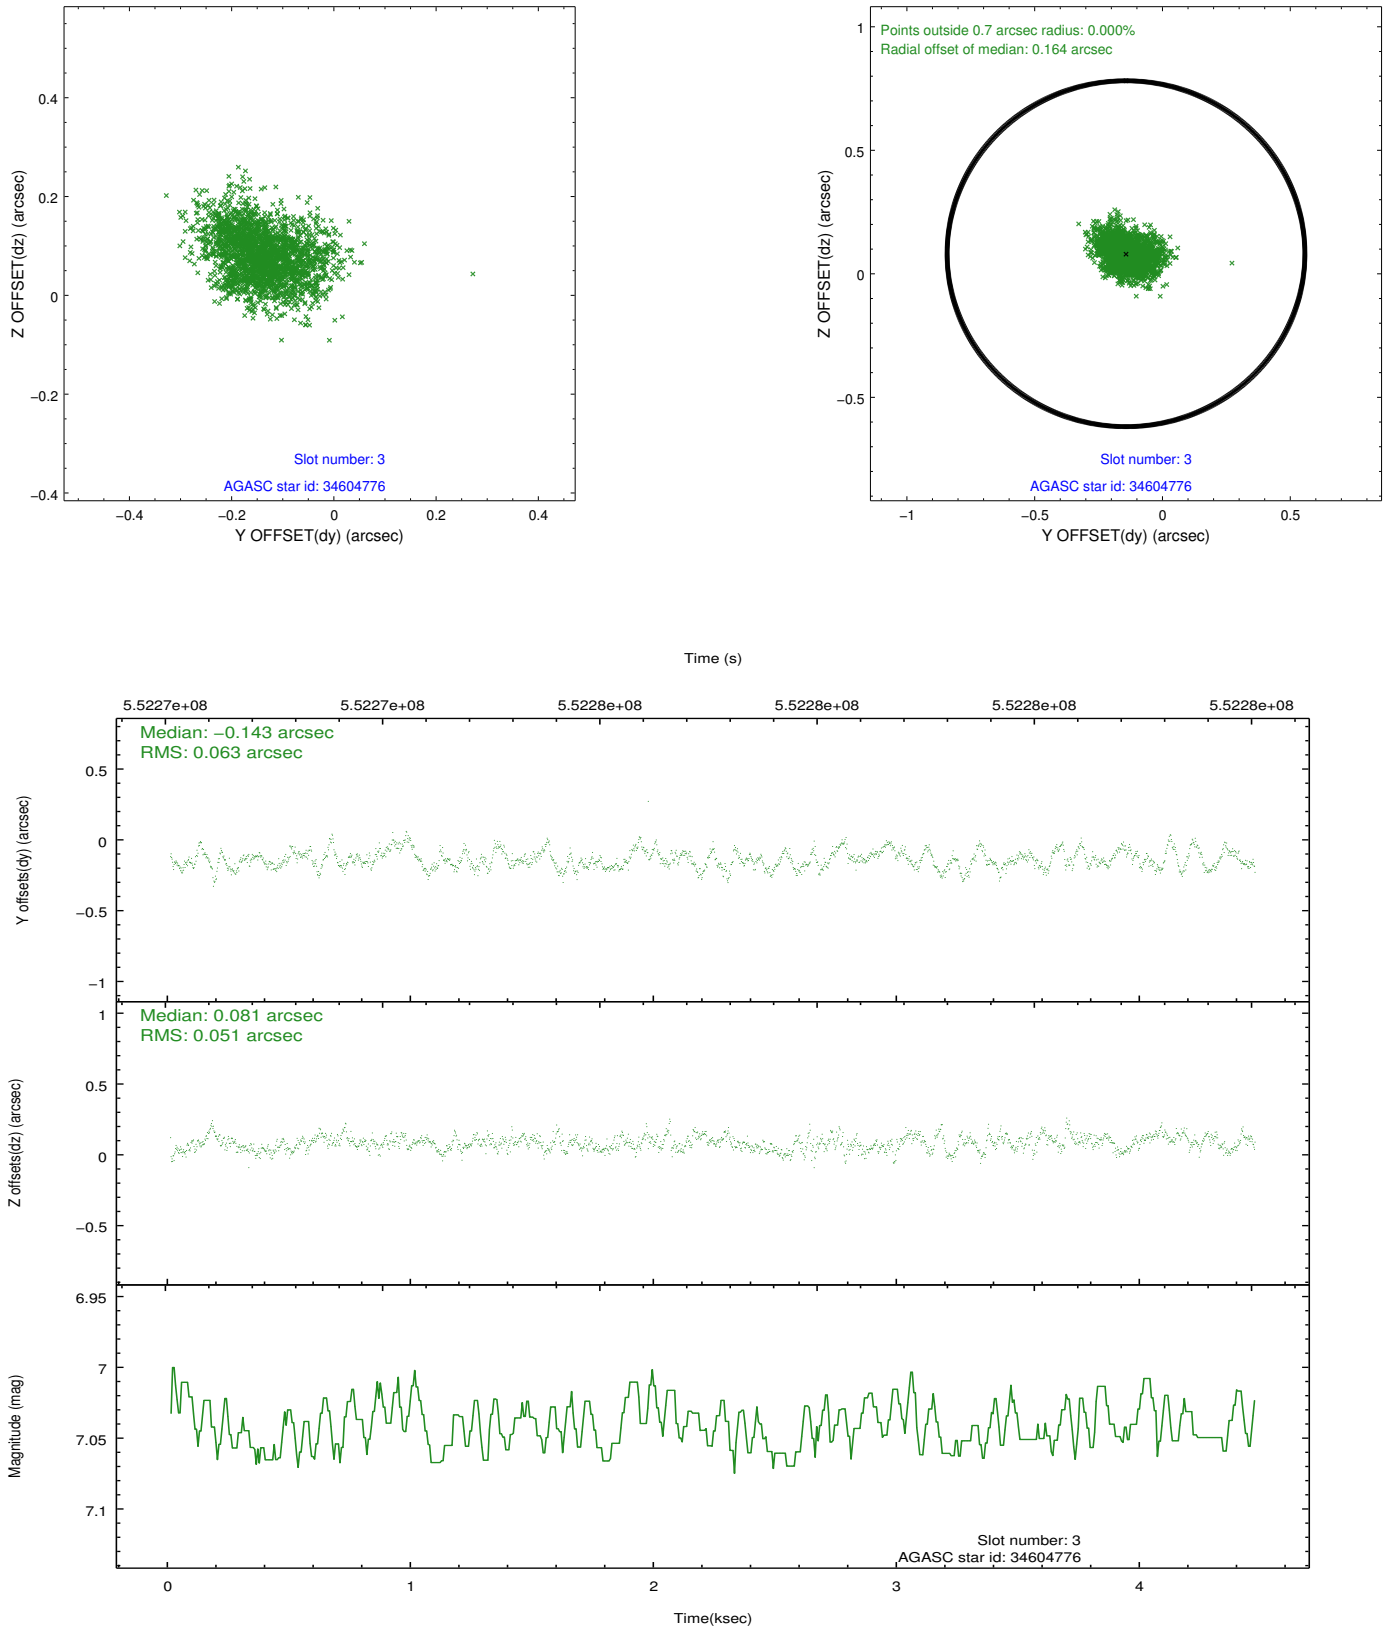 0.4
0.2
0
−0.2
−0.4
Z OFFSET(dz) (arcsec)
Slot number: 3
AGASC star id: 34604776
−0.4
−0.2
0
0.2
0.4
Y OFFSET(dy) (arcsec)
Points outside 0.7 arcsec radius: 0.000%
Radial offset of median: 0.164 arcsec
1
0.5
0
−0.5
Z OFFSET(dz) (arcsec)
Slot number: 3
AGASC star id: 34604776
−1
−0.5
0
0.5
Y OFFSET(dy) (arcsec)
Time (s)
5.5227e+08
5.5227e+08
5.5228e+08
5.5228e+08
5.5228e+08
5.5228e+08
Median: −0.143 arcsec
RMS: 0.063 arcsec
0.5
0
−0.5
−1
Y offsets(dy) (arcsec)
Median: 0.081 arcsec
RMS: 0.051 arcsec
1
0.5
0
−0.5
Z offsets(dz) (arcsec)
6.95
7
7.05
7.1
Magnitude (mag)
Slot number: 3
AGASC star id: 34604776
0
1
2
3
4
Time(ksec)